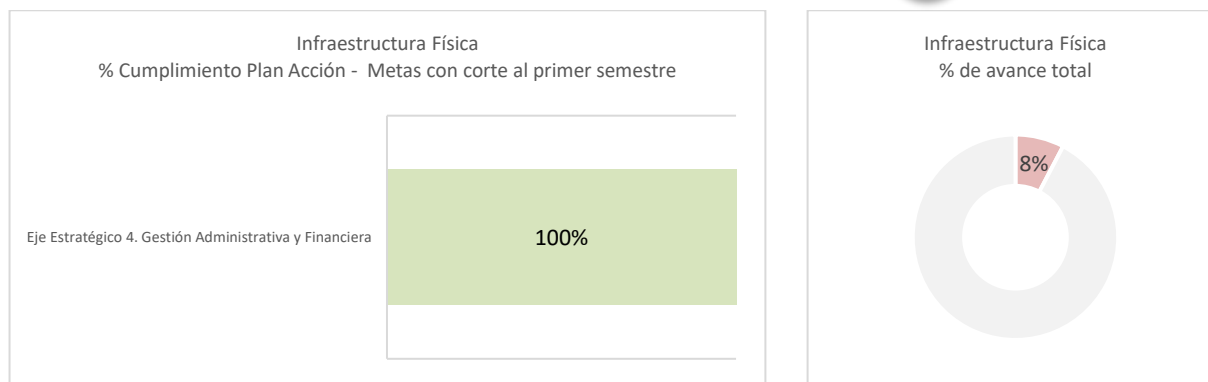 Infraestructura Física
% Cumplimiento Plan Acción - Metas con corte al primer semestre
Eje Estratégico 4. Gestión Administrativa y Financiera
100%
Infraestructura Física
% de avance total
8%